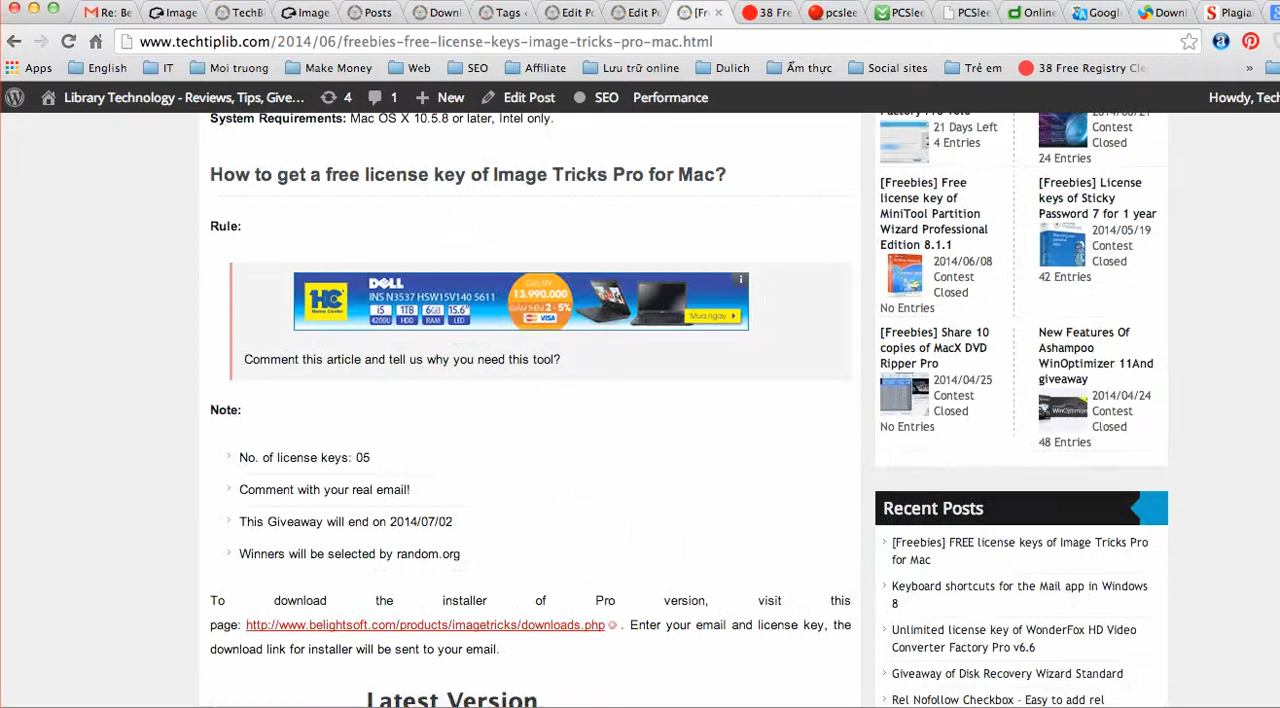 Re: Be
Image
TechB
Image
Posts
Down
Tags
Edit Po
Edit Po
[Fr
38 Fre
pcslee
PCSlee
PCSlee
Online
Googl
Downl
Plagia
www.techtiplib.com/2014/06/freebies-free-license-keys-image-tricks-pro-mac.html
Apps English IT Moi truong Make Money Web SEO Affiliate Lưu trữ online Dulich Ẩm thực Social sites Trẻ em 38 Free Registry Cle »
Library Technology - Reviews, Tips, Give... 4 1 New Edit Post SEO Performance Howdy, Tech
System Requirements: Mac OS X 10.5.8 or later, Intel only.
How to get a free license key of Image Tricks Pro for Mac?
Rule:
HC
Home Center
DELL
INS N3537 HSW15V140 5611
i5 1TB 6GB 15.6"
4200U HDD RAM LED
13.990.000
GIẢM THÊM 2 - 5%
VISA
Mua ngay
Comment this article and tell us why you need this tool?
Note:
No. of license keys: 05
Comment with your real email!
This Giveaway will end on 2014/07/02
Winners will be selected by random.org
To download the installer of Pro version, visit this
page: http://www.belightsoft.com/products/imagetricks/downloads.php . Enter your email and license key, the
download link for installer will be sent to your email.
Latest Version
21 Days Left
4 Entries
Contest
Closed
24 Entries
[Freebies] Free
license key of
MiniTool Partition
Wizard Professional
Edition 8.1.1
2014/06/08
Contest
Closed
No Entries
[Freebies] License
keys of Sticky
Password 7 for 1 year
2014/05/19
Contest
Closed
42 Entries
[Freebies] Share 10
copies of MacX DVD
Ripper Pro
2014/04/25
Contest
Closed
No Entries
New Features Of
Ashampoo
WinOptimizer 11And
giveaway
2014/04/24
Contest
Closed
48 Entries
Recent Posts
[Freebies] FREE license keys of Image Tricks Pro
for Mac
Keyboard shortcuts for the Mail app in Windows
8
Unlimited license key of WonderFox HD Video
Converter Factory Pro v6.6
Giveaway of Disk Recovery Wizard Standard
Rel Nofollow Checkbox - Easy to add rel